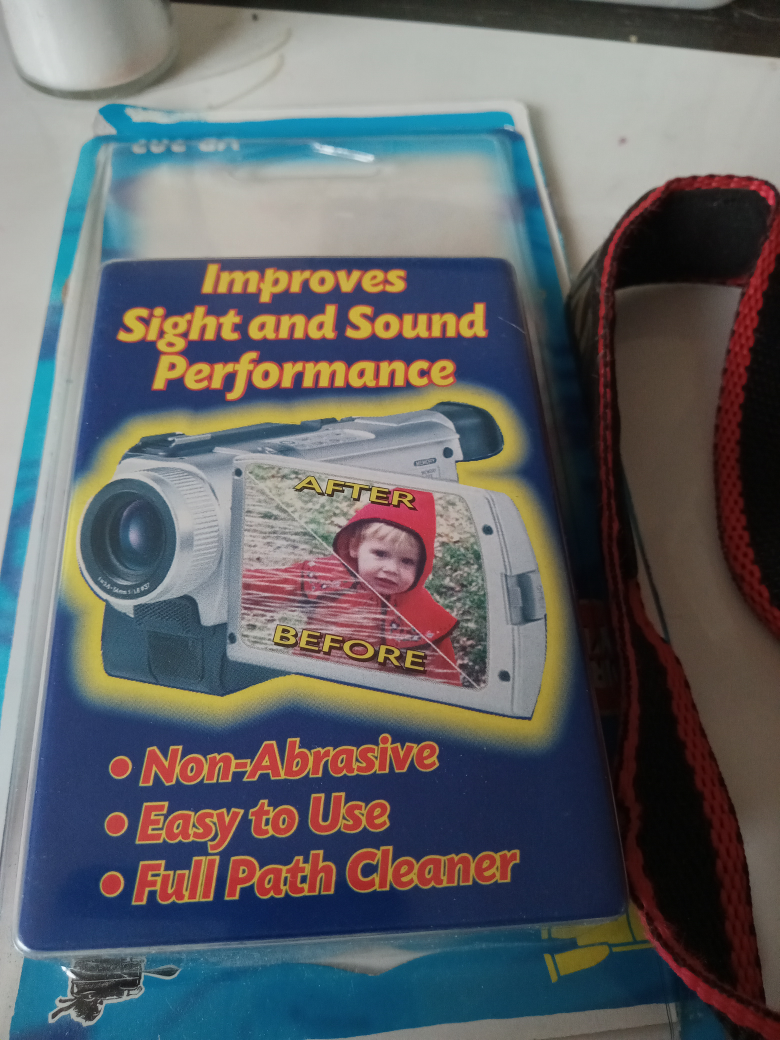 Improves
Sight and Sound
Performance
AFTER
BEFORE
• Non-Abrasive
• Easy to Use
• Full Path Cleaner